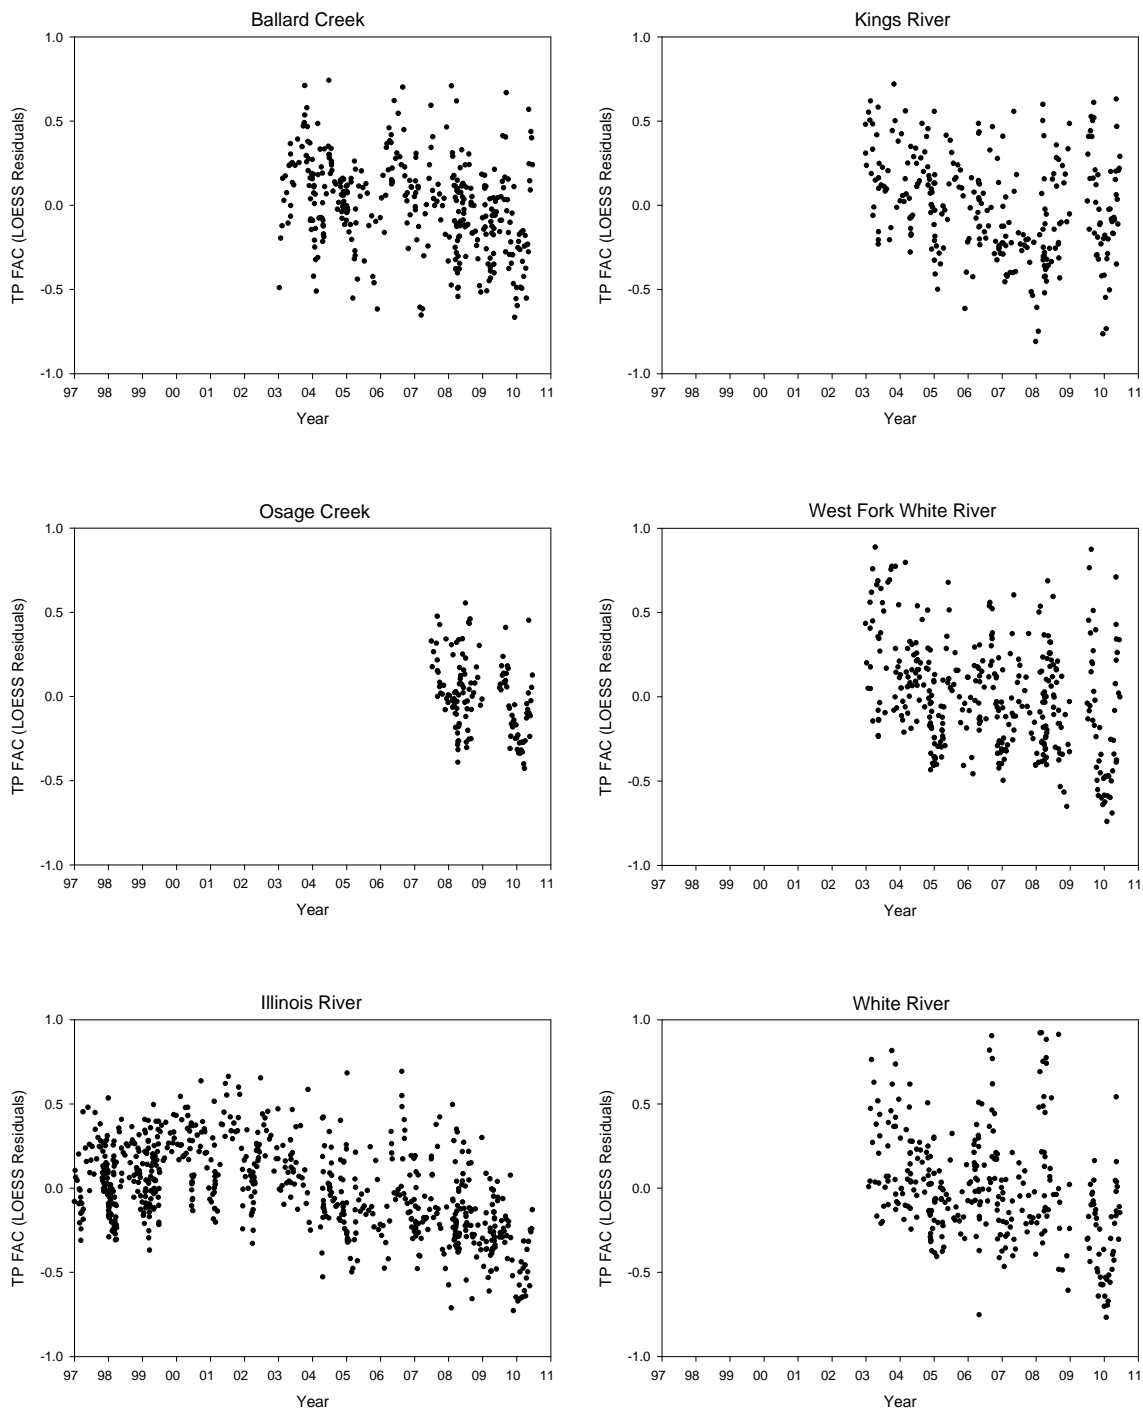 Ballard Creek
1.0
0.5
0.0
-0.5
-1.0
TP FAC (LOESS Residuals)
97 98 99 00 01 02 03 04 05 06 07 08 09 10 11
Year
Kings River
1.0
0.5
0.0
-0.5
-1.0
TP FAC (LOESS Residuals)
97 98 99 00 01 02 03 04 05 06 07 08 09 10 11
Year
Osage Creek
1.0
0.5
0.0
-0.5
-1.0
TP FAC (LOESS Residuals)
97 98 99 00 01 02 03 04 05 06 07 08 09 10 11
Year
West Fork White River
1.0
0.5
0.0
-0.5
-1.0
TP FAC (LOESS Residuals)
97 98 99 00 01 02 03 04 05 06 07 08 09 10 11
Year
Illinois River
1.0
0.5
0.0
-0.5
-1.0
TP FAC (LOESS Residuals)
97 98 99 00 01 02 03 04 05 06 07 08 09 10 11
Year
White River
1.0
0.5
0.0
-0.5
-1.0
TP FAC (LOESS Residuals)
97 98 99 00 01 02 03 04 05 06 07 08 09 10 11
Year